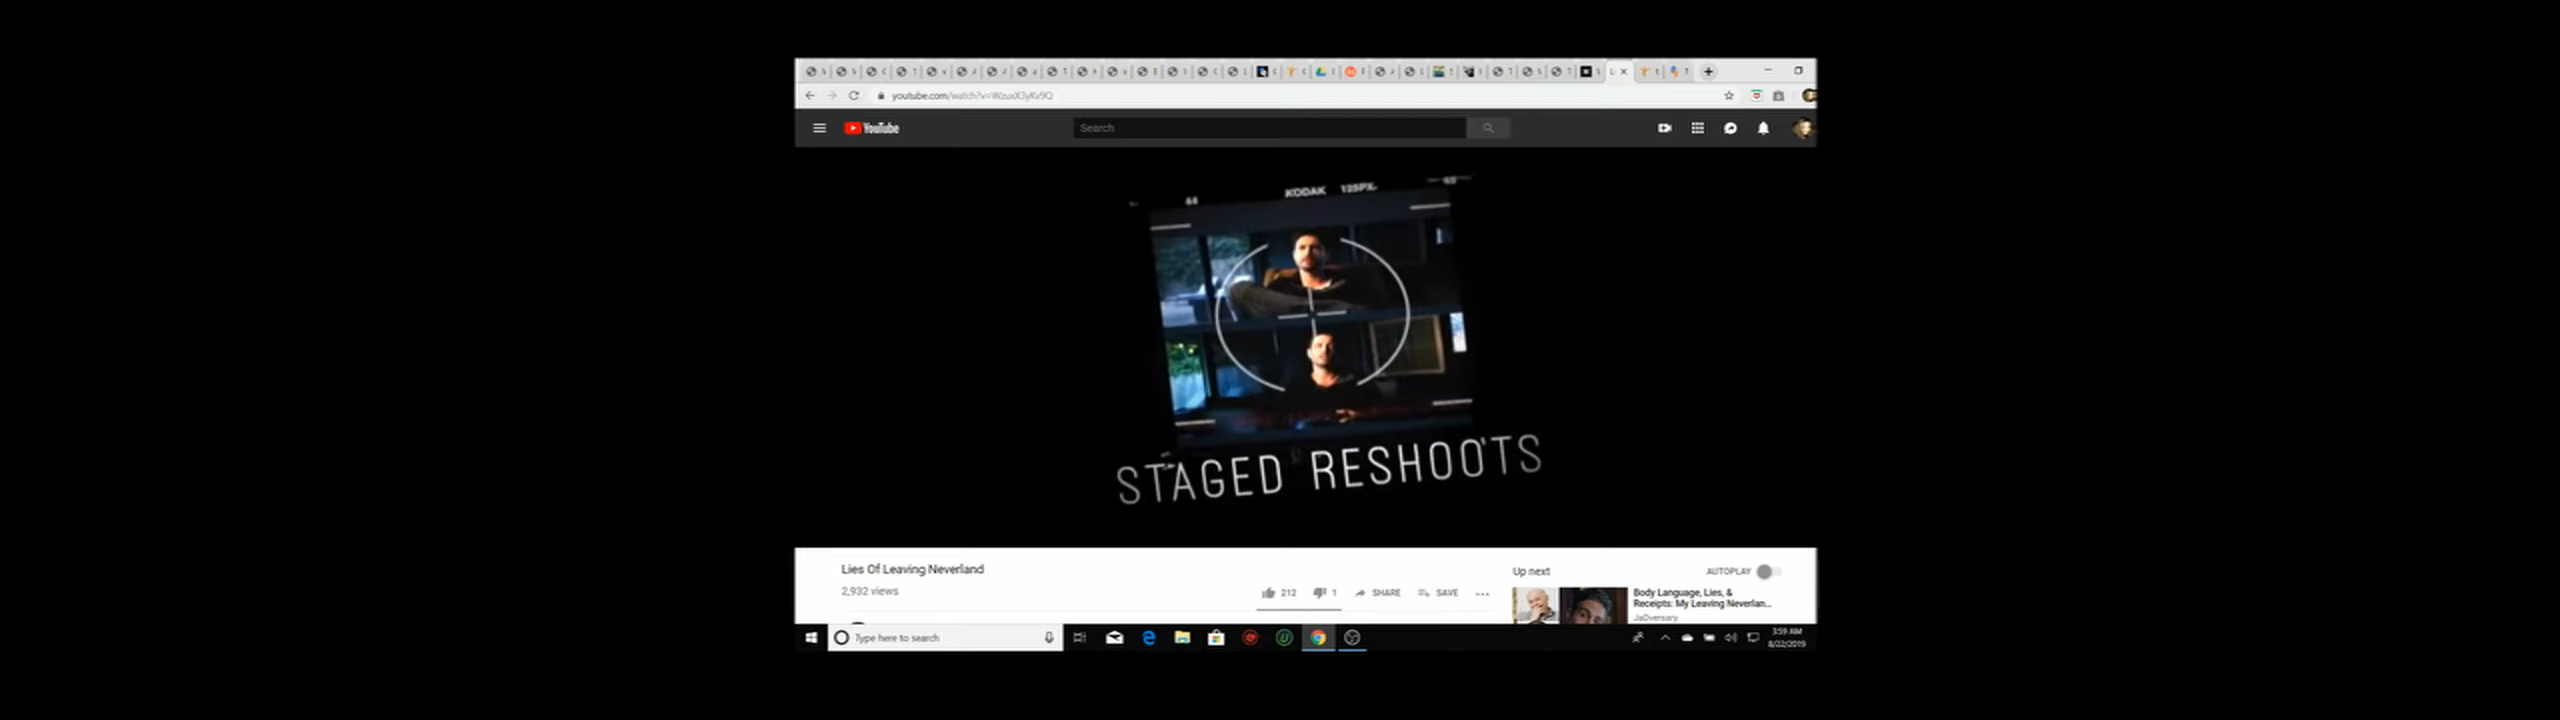 youtube.com/watch?v=
YouTube
Search
44
KODAK 125PX
STAGED RESHOOTS
Lies Of Leaving Neverland
2,932 views
212
1
SHARE
SAVE
Up next
AUTOPLAY
Body Language, Lies, &
Receipts: My Leaving Neverlan...
JaDversary
Type here to search
3:59 AM
8/22/2019